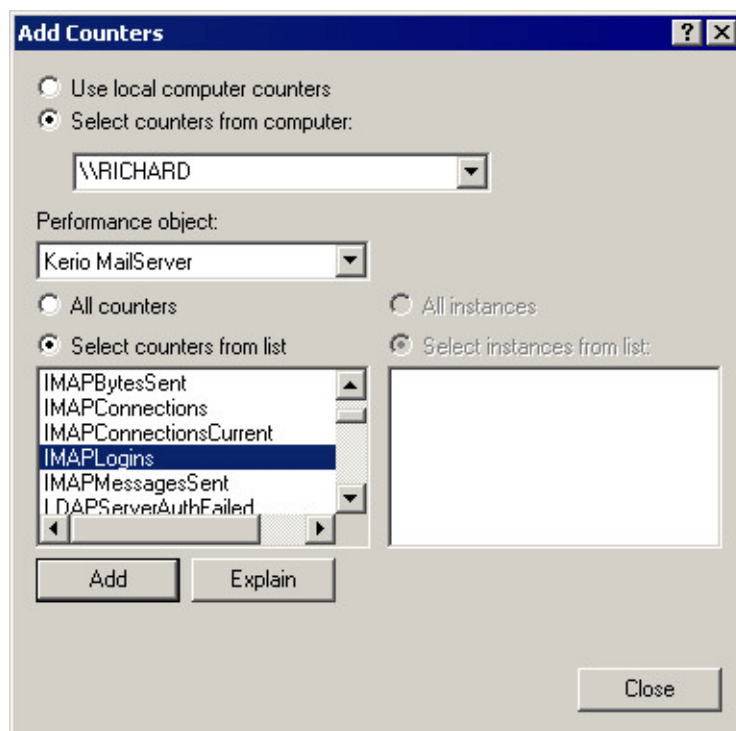 Add Counters
Use local computer counters
Select counters from computer:
\\RICHARD
Performance object:
Kerio MailServer
All counters
All instances
Select counters from list
Select instances from list:
IMAPBytesSent
IMAPConnections
IMAPConnectionsCurrent
IMAPLogins
IMAPMessagesSent
LDAPServerAuthFailed
Add
Explain
Close